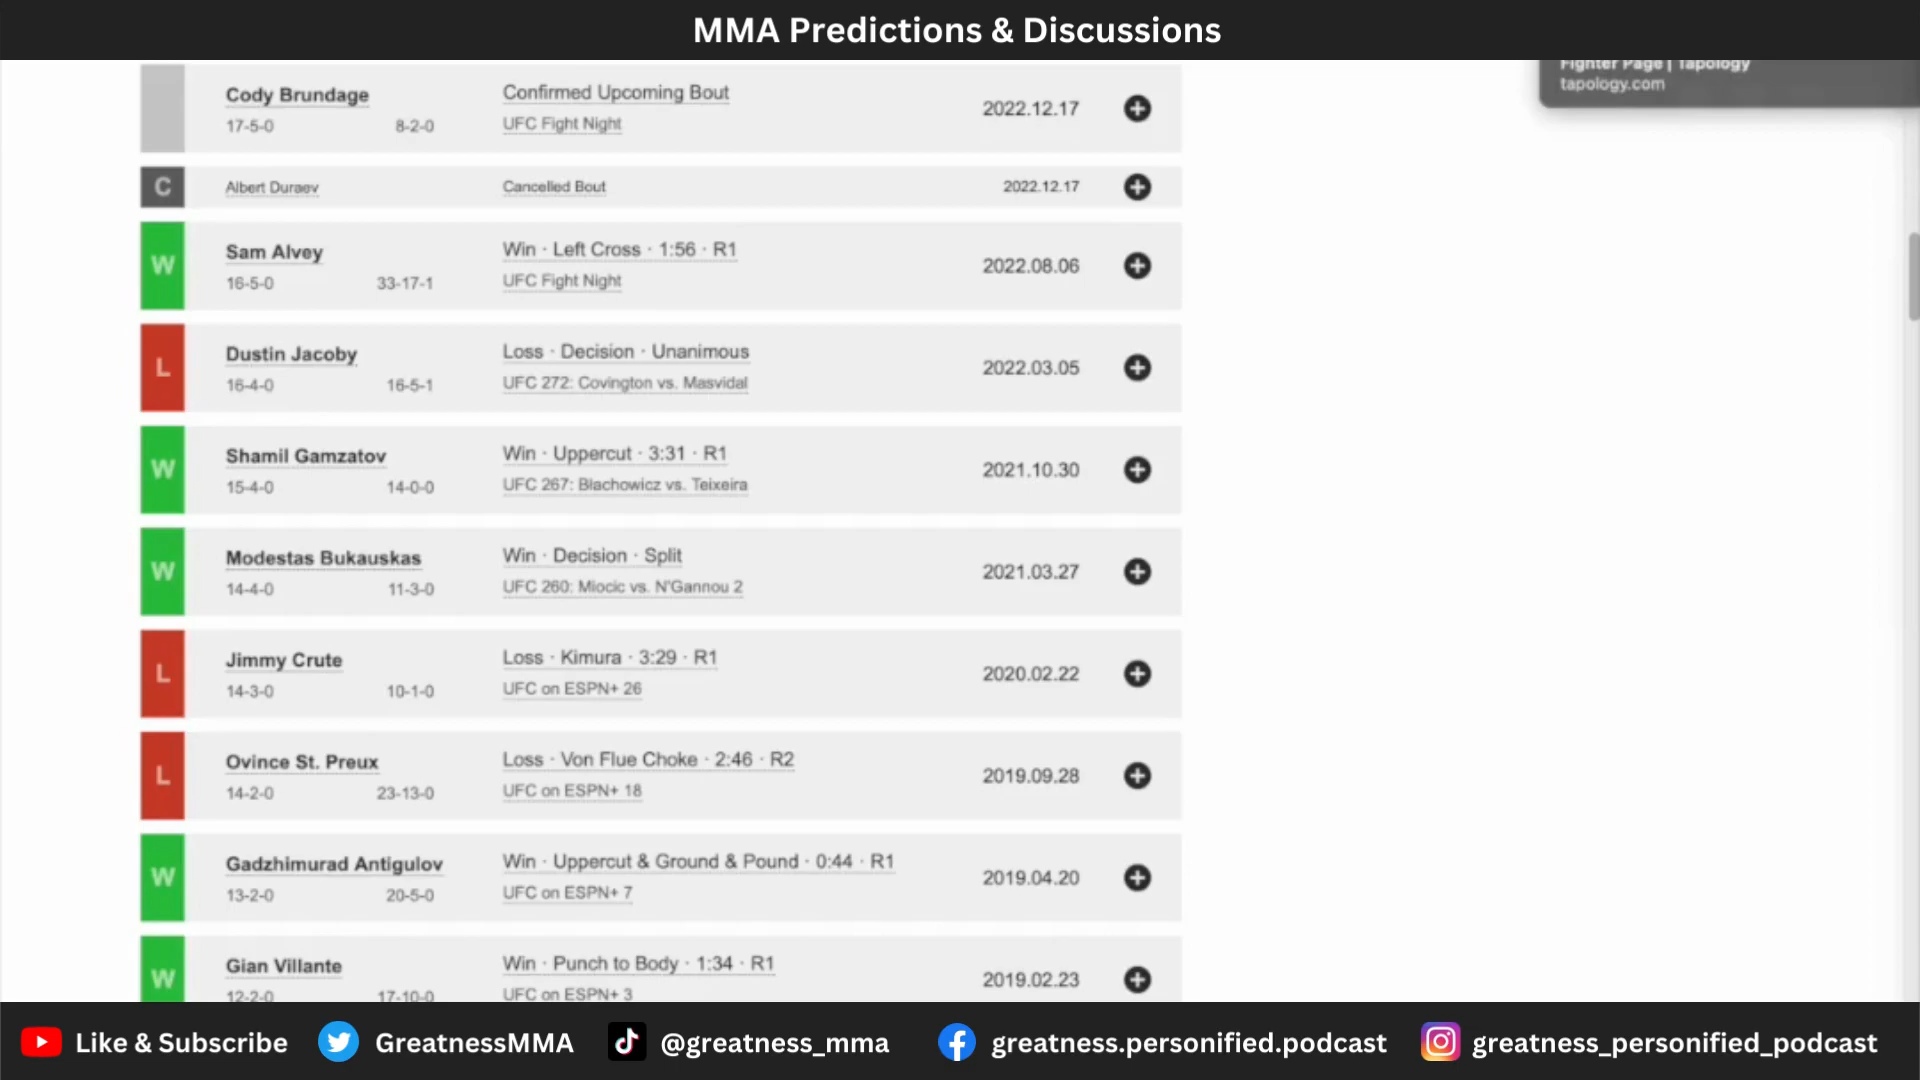 MMA Predictions & Discussions
Fighter Page | Tapology
tapology.com
Cody Brundage
17-5-0 8-2-0
Confirmed Upcoming Bout
UFC Fight Night
2022.12.17
C
Albert Duraev
Cancelled Bout
2022.12.17
W
Sam Alvey
16-5-0 33-17-1
Win · Left Cross · 1:56 · R1
UFC Fight Night
2022.08.06
L
Dustin Jacoby
16-4-0 16-5-1
Loss · Decision · Unanimous
UFC 272: Covington vs. Masvidal
2022.03.05
W
Shamil Gamzatov
15-4-0 14-0-0
Win · Uppercut · 3:31 · R1
UFC 267: Blachowicz vs. Teixeira
2021.10.30
W
Modestas Bukauskas
14-4-0 11-3-0
Win · Decision · Split
UFC 260: Miocic vs. N'Gannou 2
2021.03.27
L
Jimmy Crute
14-3-0 10-1-0
Loss · Kimura · 3:29 · R1
UFC on ESPN+ 26
2020.02.22
L
Ovince St. Preux
14-2-0 23-13-0
Loss · Von Flue Choke · 2:46 · R2
UFC on ESPN+ 18
2019.09.28
W
Gadzhimurad Antigulov
13-2-0 20-5-0
Win · Uppercut & Ground & Pound · 0:44 · R1
UFC on ESPN+ 7
2019.04.20
W
Gian Villante
12-2-0 17-10-0
Win · Punch to Body · 1:34 · R1
UFC on ESPN+ 3
2019.02.23
Like & Subscribe
GreatnessMMA
@greatness_mma
greatness.personified.podcast
greatness_personified_podcast